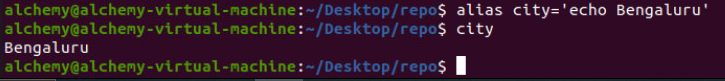 alchemy@alchemy-virtual-machine:~/Desktop/repo$ alias city='echo Bengaluru'
alchemy@alchemy-virtual-machine:~/Desktop/repo$ city
Bengaluru
alchemy@alchemy-virtual-machine:~/Desktop/repo$